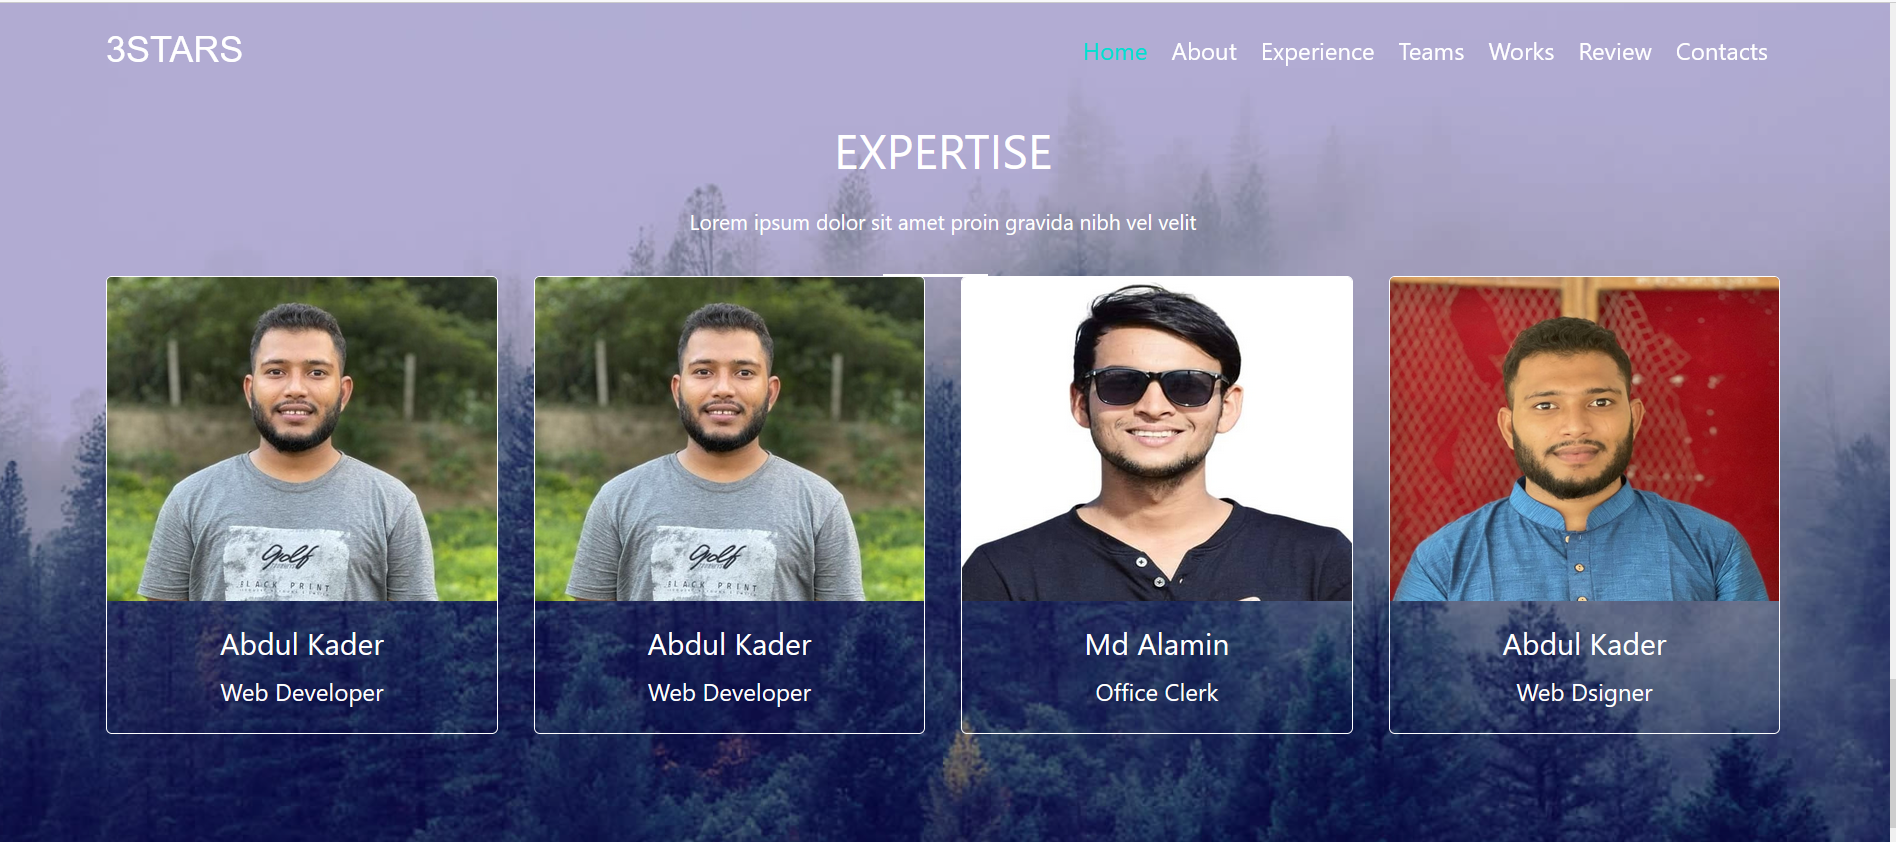 3STARS
Home About Experience Teams Works Review Contacts
EXPERTISE
Lorem ipsum dolor sit amet proin gravida nibh vel velit
golf
BLACK PRINT
golf
BLACK PRINT
Abdul Kader
Web Developer
Abdul Kader
Web Developer
Md Alamin
Office Clerk
Abdul Kader
Web Dsigner